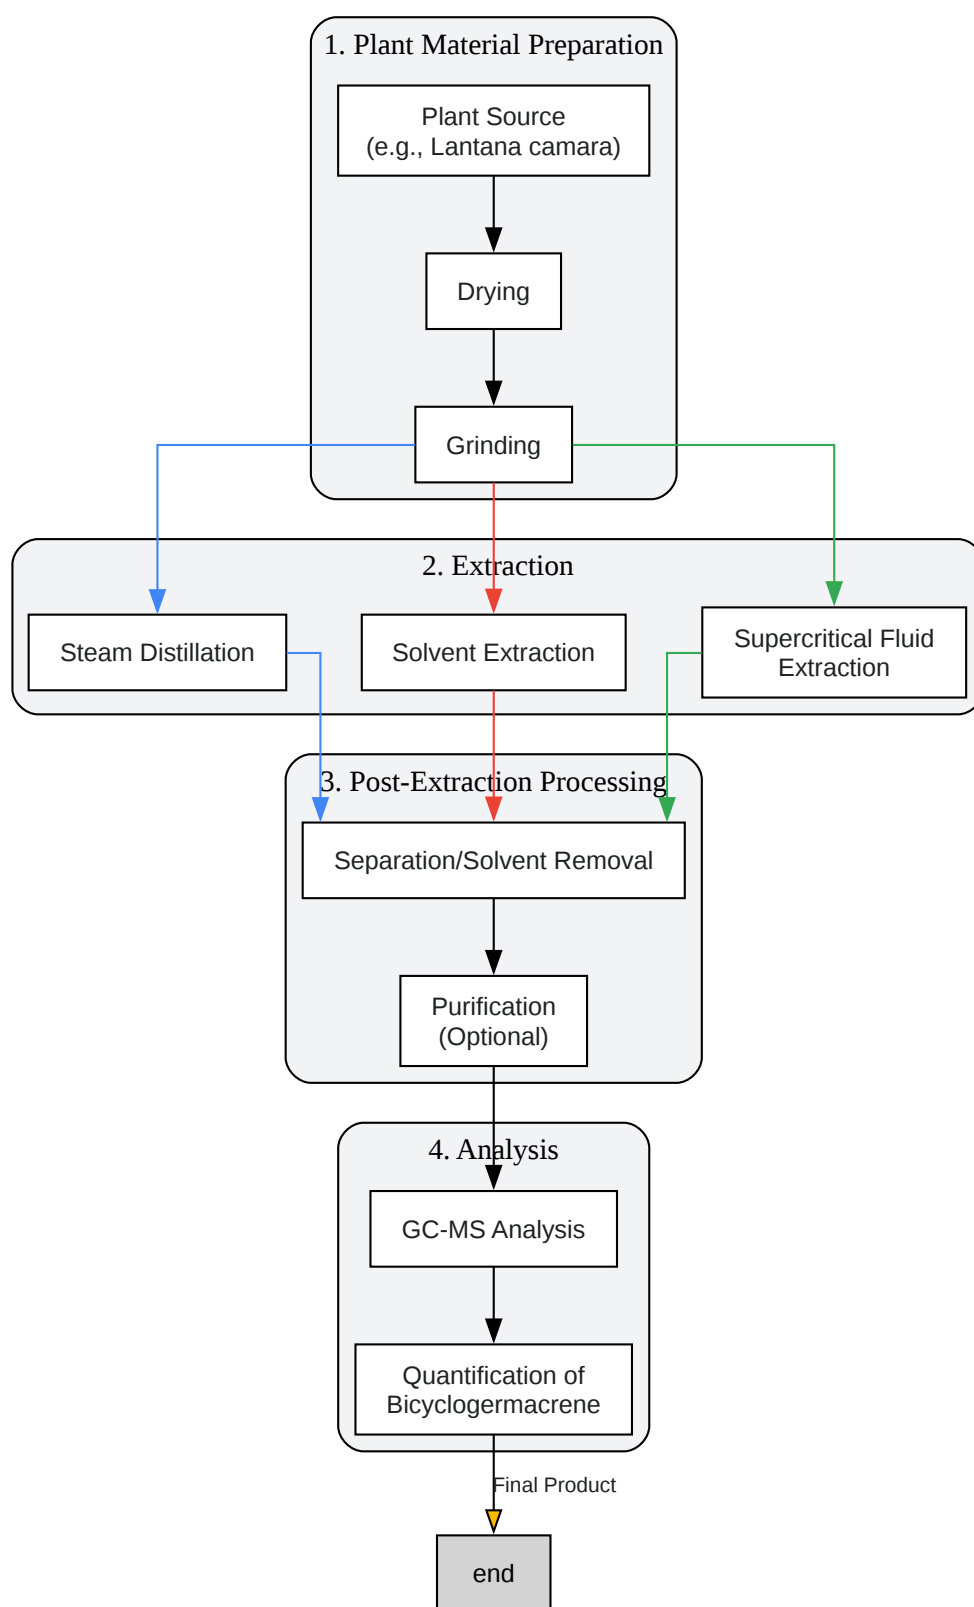 1. Plant Material Preparation
Plant Source
(e.g., Lantana camara)
Drying
Grinding
2. Extraction
Steam Distillation
Solvent Extraction
Supercritical Fluid
Extraction
3. Post-Extraction Processing
Separation/Solvent Removal
Purification
(Optional)
4. Analysis
GC-MS Analysis
Quantification of
Bicyclogermacrene
Final Product
end